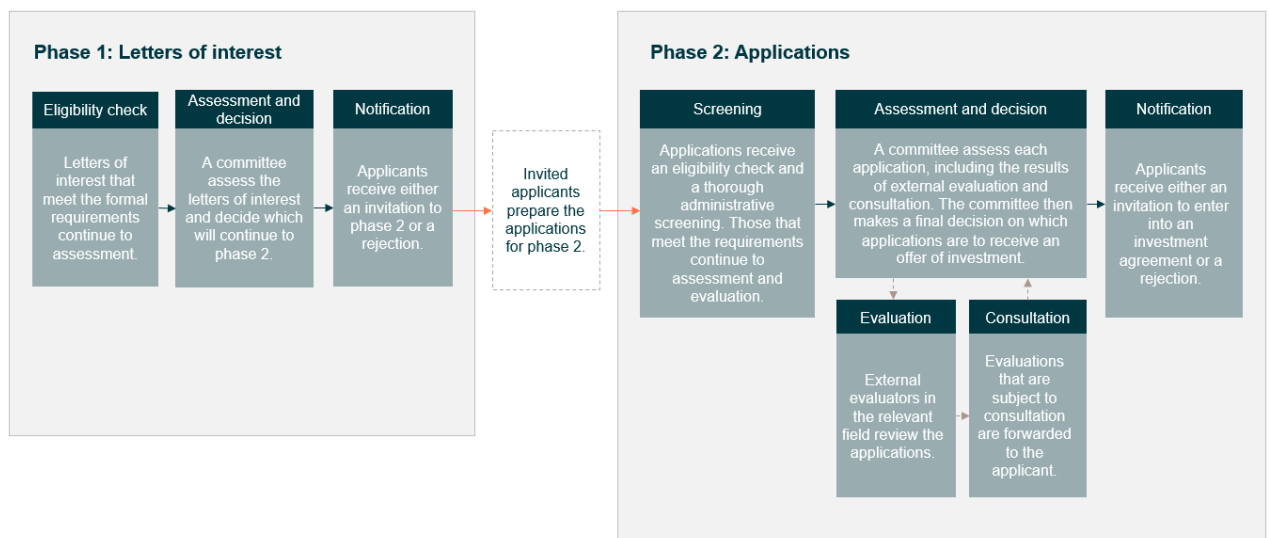 Phase 1: Letters of interest
Eligibility check
Letters of
interest that
meet the formal
requirements
continue to
assessment.
Assessment and
decision
A committee
assess the
letters of interest
and decide which
will continue to
phase 2.
Notification
Applicants
receive either
an invitation to
phase 2 or a
rejection.
Invited
applicants
prepare the
applications
for phase 2.
Phase 2: Applications
Screening
Applications receive
an eligibility check and
a thorough
administrative
screening. Those that
meet the requirements
continue to
assessment and
evaluation.
Assessment and decision
A committee assess each
application, including the results
of external evaluation and
consultation. The committee then
makes a final decision on which
applications are to receive an
offer of investment.
Evaluation
External
evaluators in
the relevant
field review the
applications.
Consultation
Evaluations
that are
subject to
consultation
are forwarded
to the
applicant.
Notification
Applicants
receive either an
invitation to enter
into an
investment
agreement or a
rejection.